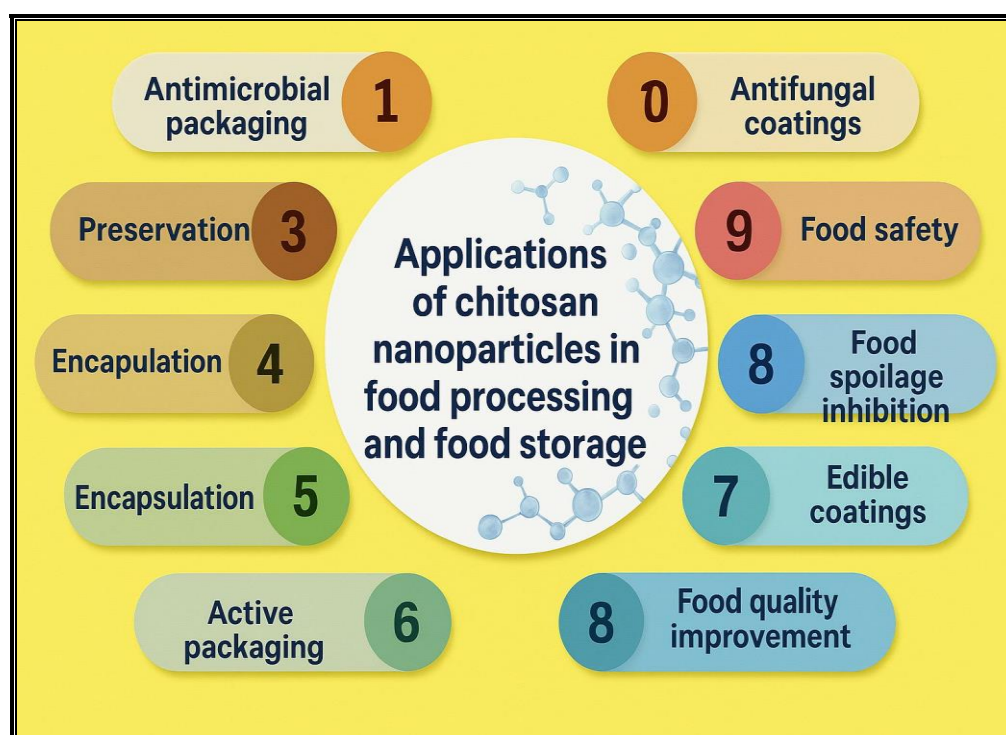 Antimicrobial
packaging
1
Preservation
3
Encapulation
4
Encapsulation
5
Active
packaging
6
Applications
of chitosan
nanoparticles in
food processing
and food storage
0
Antifungal
coatings
9
Food safety
8
Food
spoilage
inhibition
7
Edible
coatings
8
Food quality
improvement